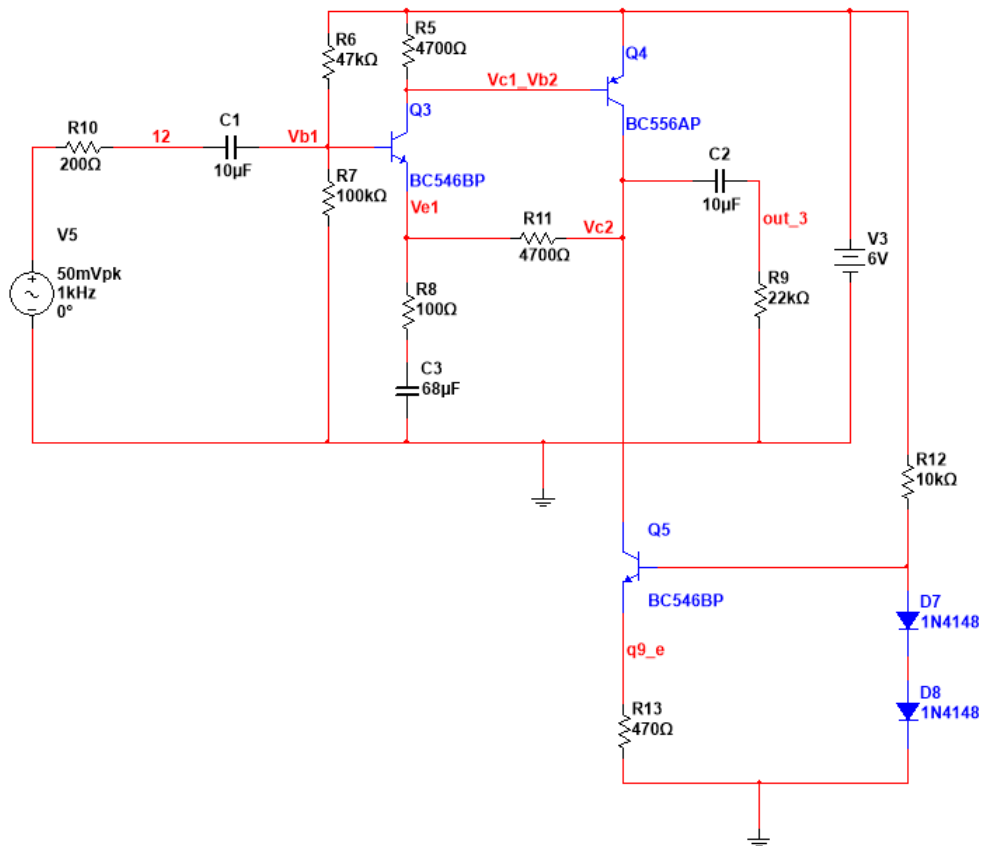 R6
47kΩ
R5
4700Ω
Q4
Vc1_Vb2
Q3
BC556AP
R10
200Ω
12
C1
10µF
Vb1
R7
100kΩ
BC546BP
Ve1
C2
10µF
out_3
V5
50mVpk
1kHz
0°
R11
4700Ω
Vc2
V3
6V
R9
22kΩ
R8
100Ω
C3
68µF
R12
10kΩ
Q5
BC546BP
D7
1N4148
q9_e
D8
1N4148
R13
470Ω